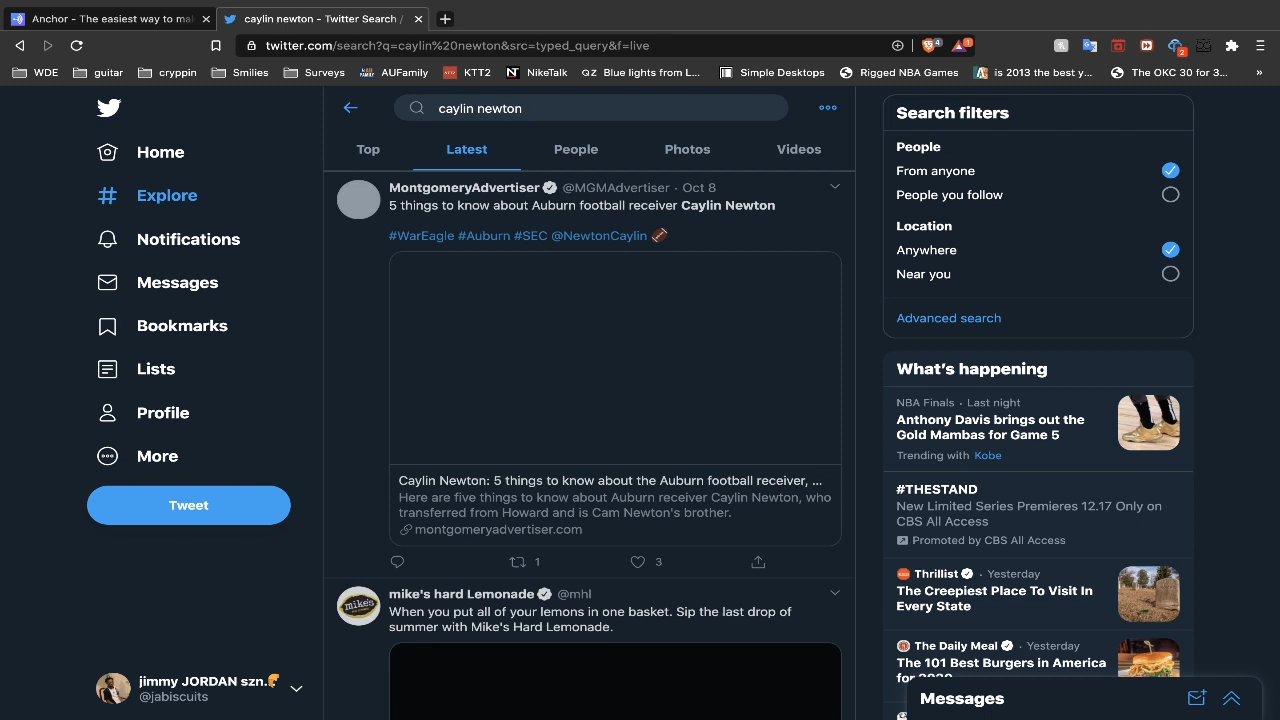 Anchor - The easiest way to mal
caylin newton - Twitter Search /
twitter.com/search?q=caylin%20newton&src=typed_query&f=live
4
1
2
WDE
guitar
cryppin
Smilies
Surveys
AUFamily
KTT2
NikeTalk
QZ
Blue lights from L...
Simple Desktops
Rigged NBA Games
is 2013 the best y...
The OKC 30 for 3...
»
Home
Explore
Notifications
Messages
Bookmarks
Lists
Profile
More
Tweet
jimmy JORDAN szn.
@jabiscuits
caylin newton
Top
Latest
People
Photos
Videos
MontgomeryAdvertiser @MGMAdvertiser · Oct 8
5 things to know about Auburn football receiver Caylin Newton
#WarEagle #Auburn #SEC @NewtonCaylin 🏈
Caylin Newton: 5 things to know about the Auburn football receiver, ...
Here are five things to know about Auburn receiver Caylin Newton, who
transferred from Howard and is Cam Newton's brother.
montgomeryadvertiser.com
1
3
mike's hard Lemonade @mhl
When you put all of your lemons in one basket. Sip the last drop of
summer with Mike's Hard Lemonade.
mike's
Search filters
People
From anyone
People you follow
Location
Anywhere
Near you
Advanced search
What's happening
NBA Finals · Last night
Anthony Davis brings out the
Gold Mambas for Game 5
Trending with Kobe
#THESTAND
New Limited Series Premieres 12.17 Only on
CBS All Access
Promoted by CBS All Access
Thrillist · Yesterday
The Creepiest Place To Visit In
Every State
The Daily Meal · Yesterday
The 101 Best Burgers in America
for 2020
Messages